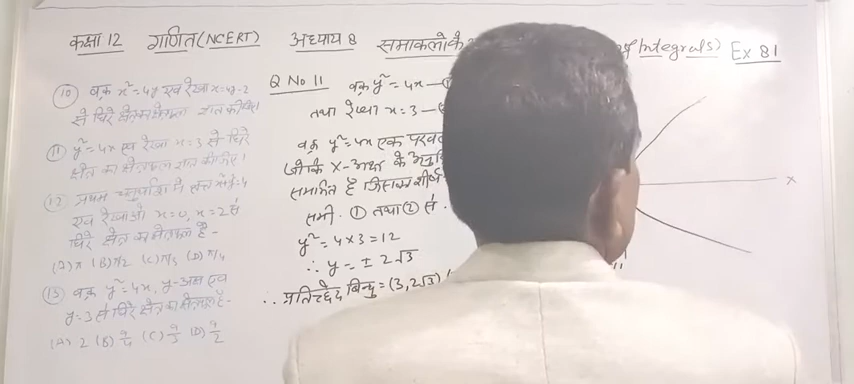 कक्षा 12 गणित (NCERT) अध्याय 8 समाकलो के Integrals) Ex 8.1
⑩ वक्र x²=4y एवं रेखा x=4y-2
से घिरे क्षेत्र का क्षेत्रफल ज्ञात कीजिए।
⑪ y²=4x एवं रेखा x=3 से घिरे
क्षेत्र का क्षेत्रफल ज्ञात कीजिए।
⑫ प्रथम चतुर्थांश में वृत्त
एवं रेखाओं x=0, x=2 से
घिरे क्षेत्र का क्षेत्रफल है-
(A) π (B) π/2 (C) π/3 (D) π/4
⑬ वक्र y²=4x, y-अक्ष एवं
y=3 से घिरे क्षेत्र का क्षेत्रफल है-
(A) 2 (B) 9/4 (C) 9/3 (D) 9/2
Q No 11 वक्र y² = 4x —
तथा रेखा x = 3 —
वक्र y²=4x एक
जोकि x-अक्ष के
सममित है जिसका शीर्ष
समी. ① तथा ② से
y² = 4×3 = 12
∴ y = ± 2√3
∴ प्रतिच्छेद बिन्दु = (3, 2√3)
x